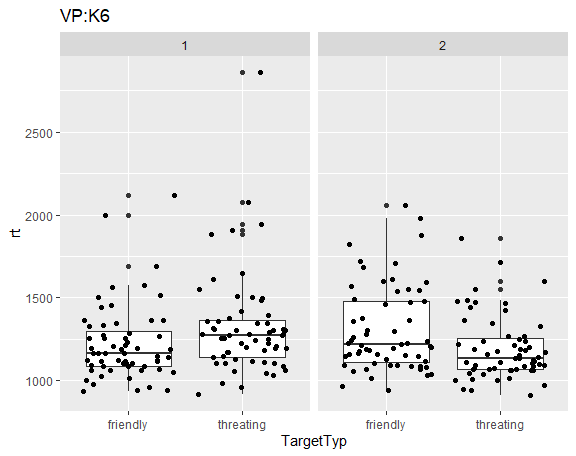 VP:K6
1
2
rt
2500
2000
1500
1000
friendly
threating
friendly
threating
TargetTyp